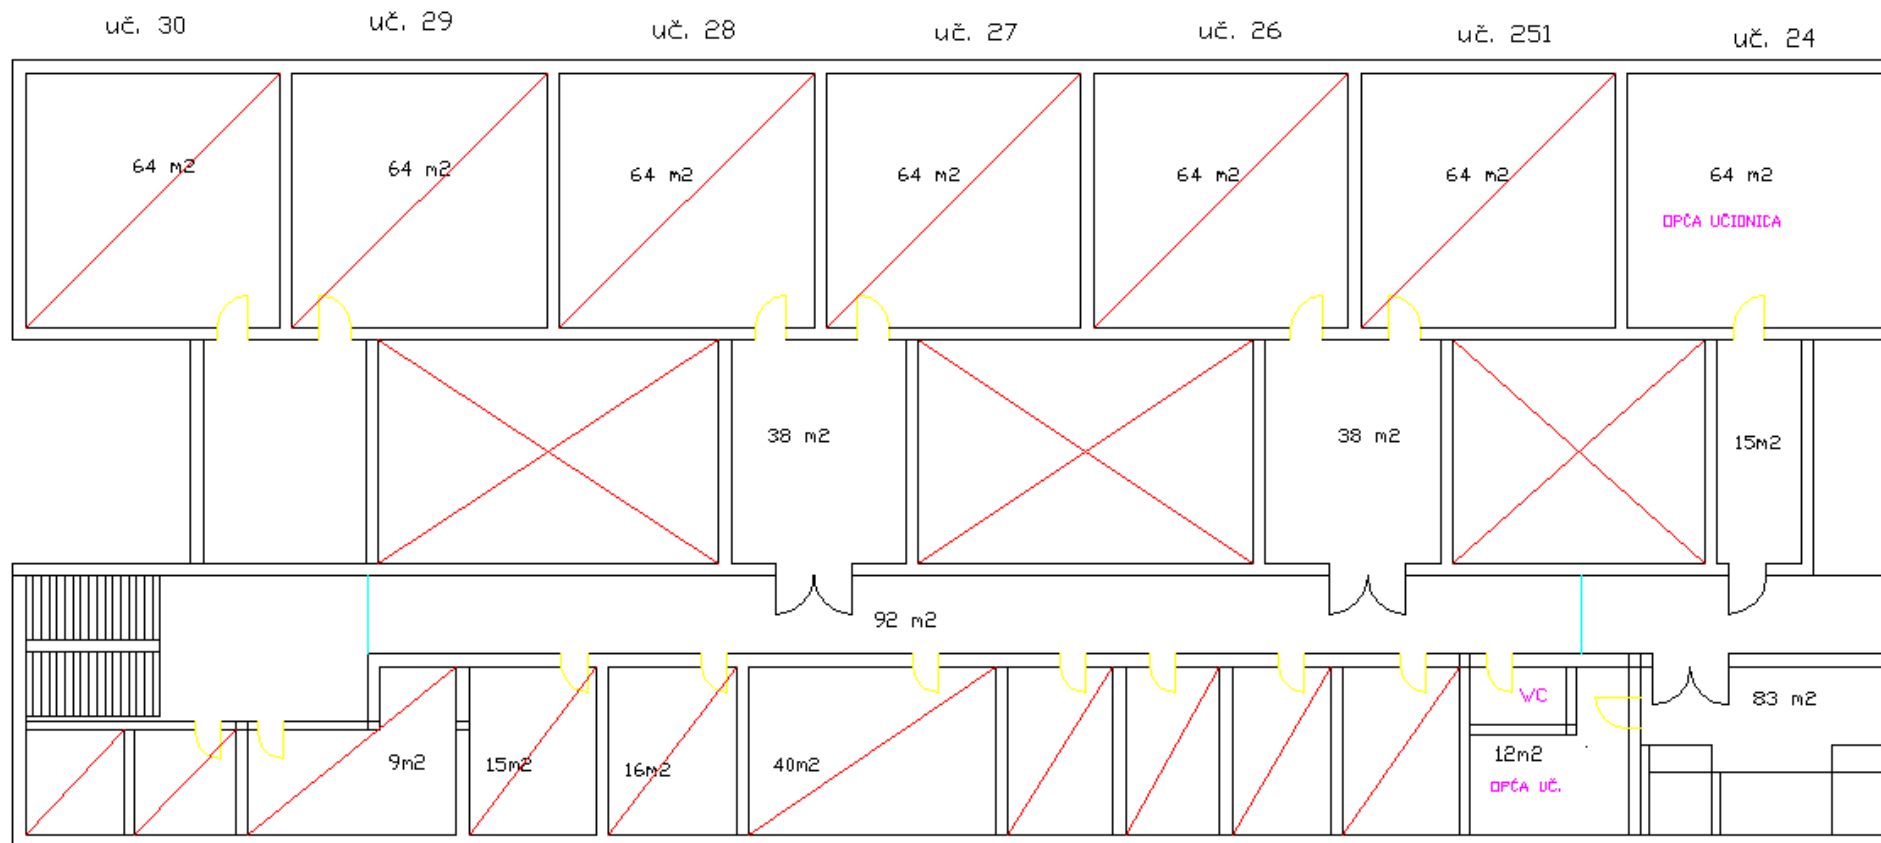 uč. 30
uč. 29
uč. 28
uč. 27
uč. 26
uč. 251
uč. 24
64 m2
64 m2
64 m2
64 m2
64 m2
64 m2
64 m2
OPĆA UČIONICA
38 m2
38 m2
15m2
92 m2
WC
83 m2
9m2
15m2
16m2
40m2
12m2
OPĆA UČ.